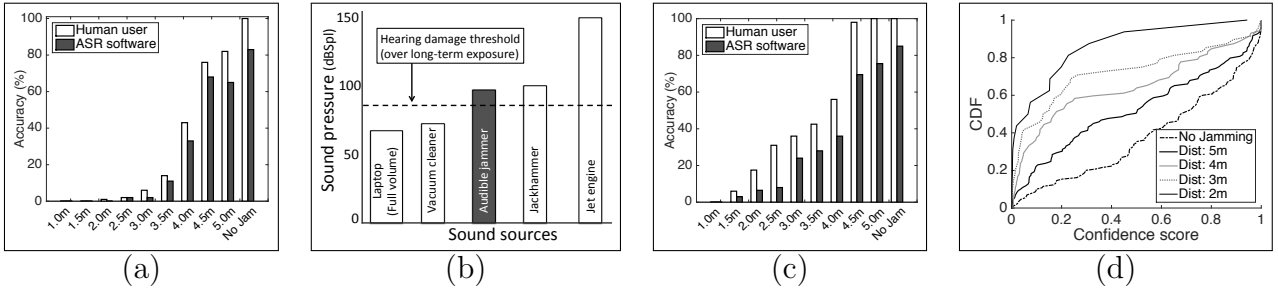 100
80
60
40
20
0
Accuracy (%)
Human user
ASR software
1.0m
1.5m
2.0m
2.5m
3.0m
3.5m
4.0m
4.5m
5.0m
No Jam
(a)
150
100
50
0
Sound pressure (dBSpl)
Hearing damage threshold
(over long-term exposure)
Laptop
(Full volume)
Vacuum cleaner
Audible jammer
Jackhammer
Jet engine
Sound sources
(b)
100
80
60
40
20
0
Accuracy (%)
Human user
ASR software
1.0m
1.5m
2.0m
2.5m
3.0m
3.5m
4.0m
4.5m
5.0m
No Jam
(c)
1
0.8
0.6
0.4
0.2
0
CDF
No Jamming
Dist: 5m
Dist: 4m
Dist: 3m
Dist: 2m
0
0.2
0.4
0.6
0.8
1
Confidence score
(d)